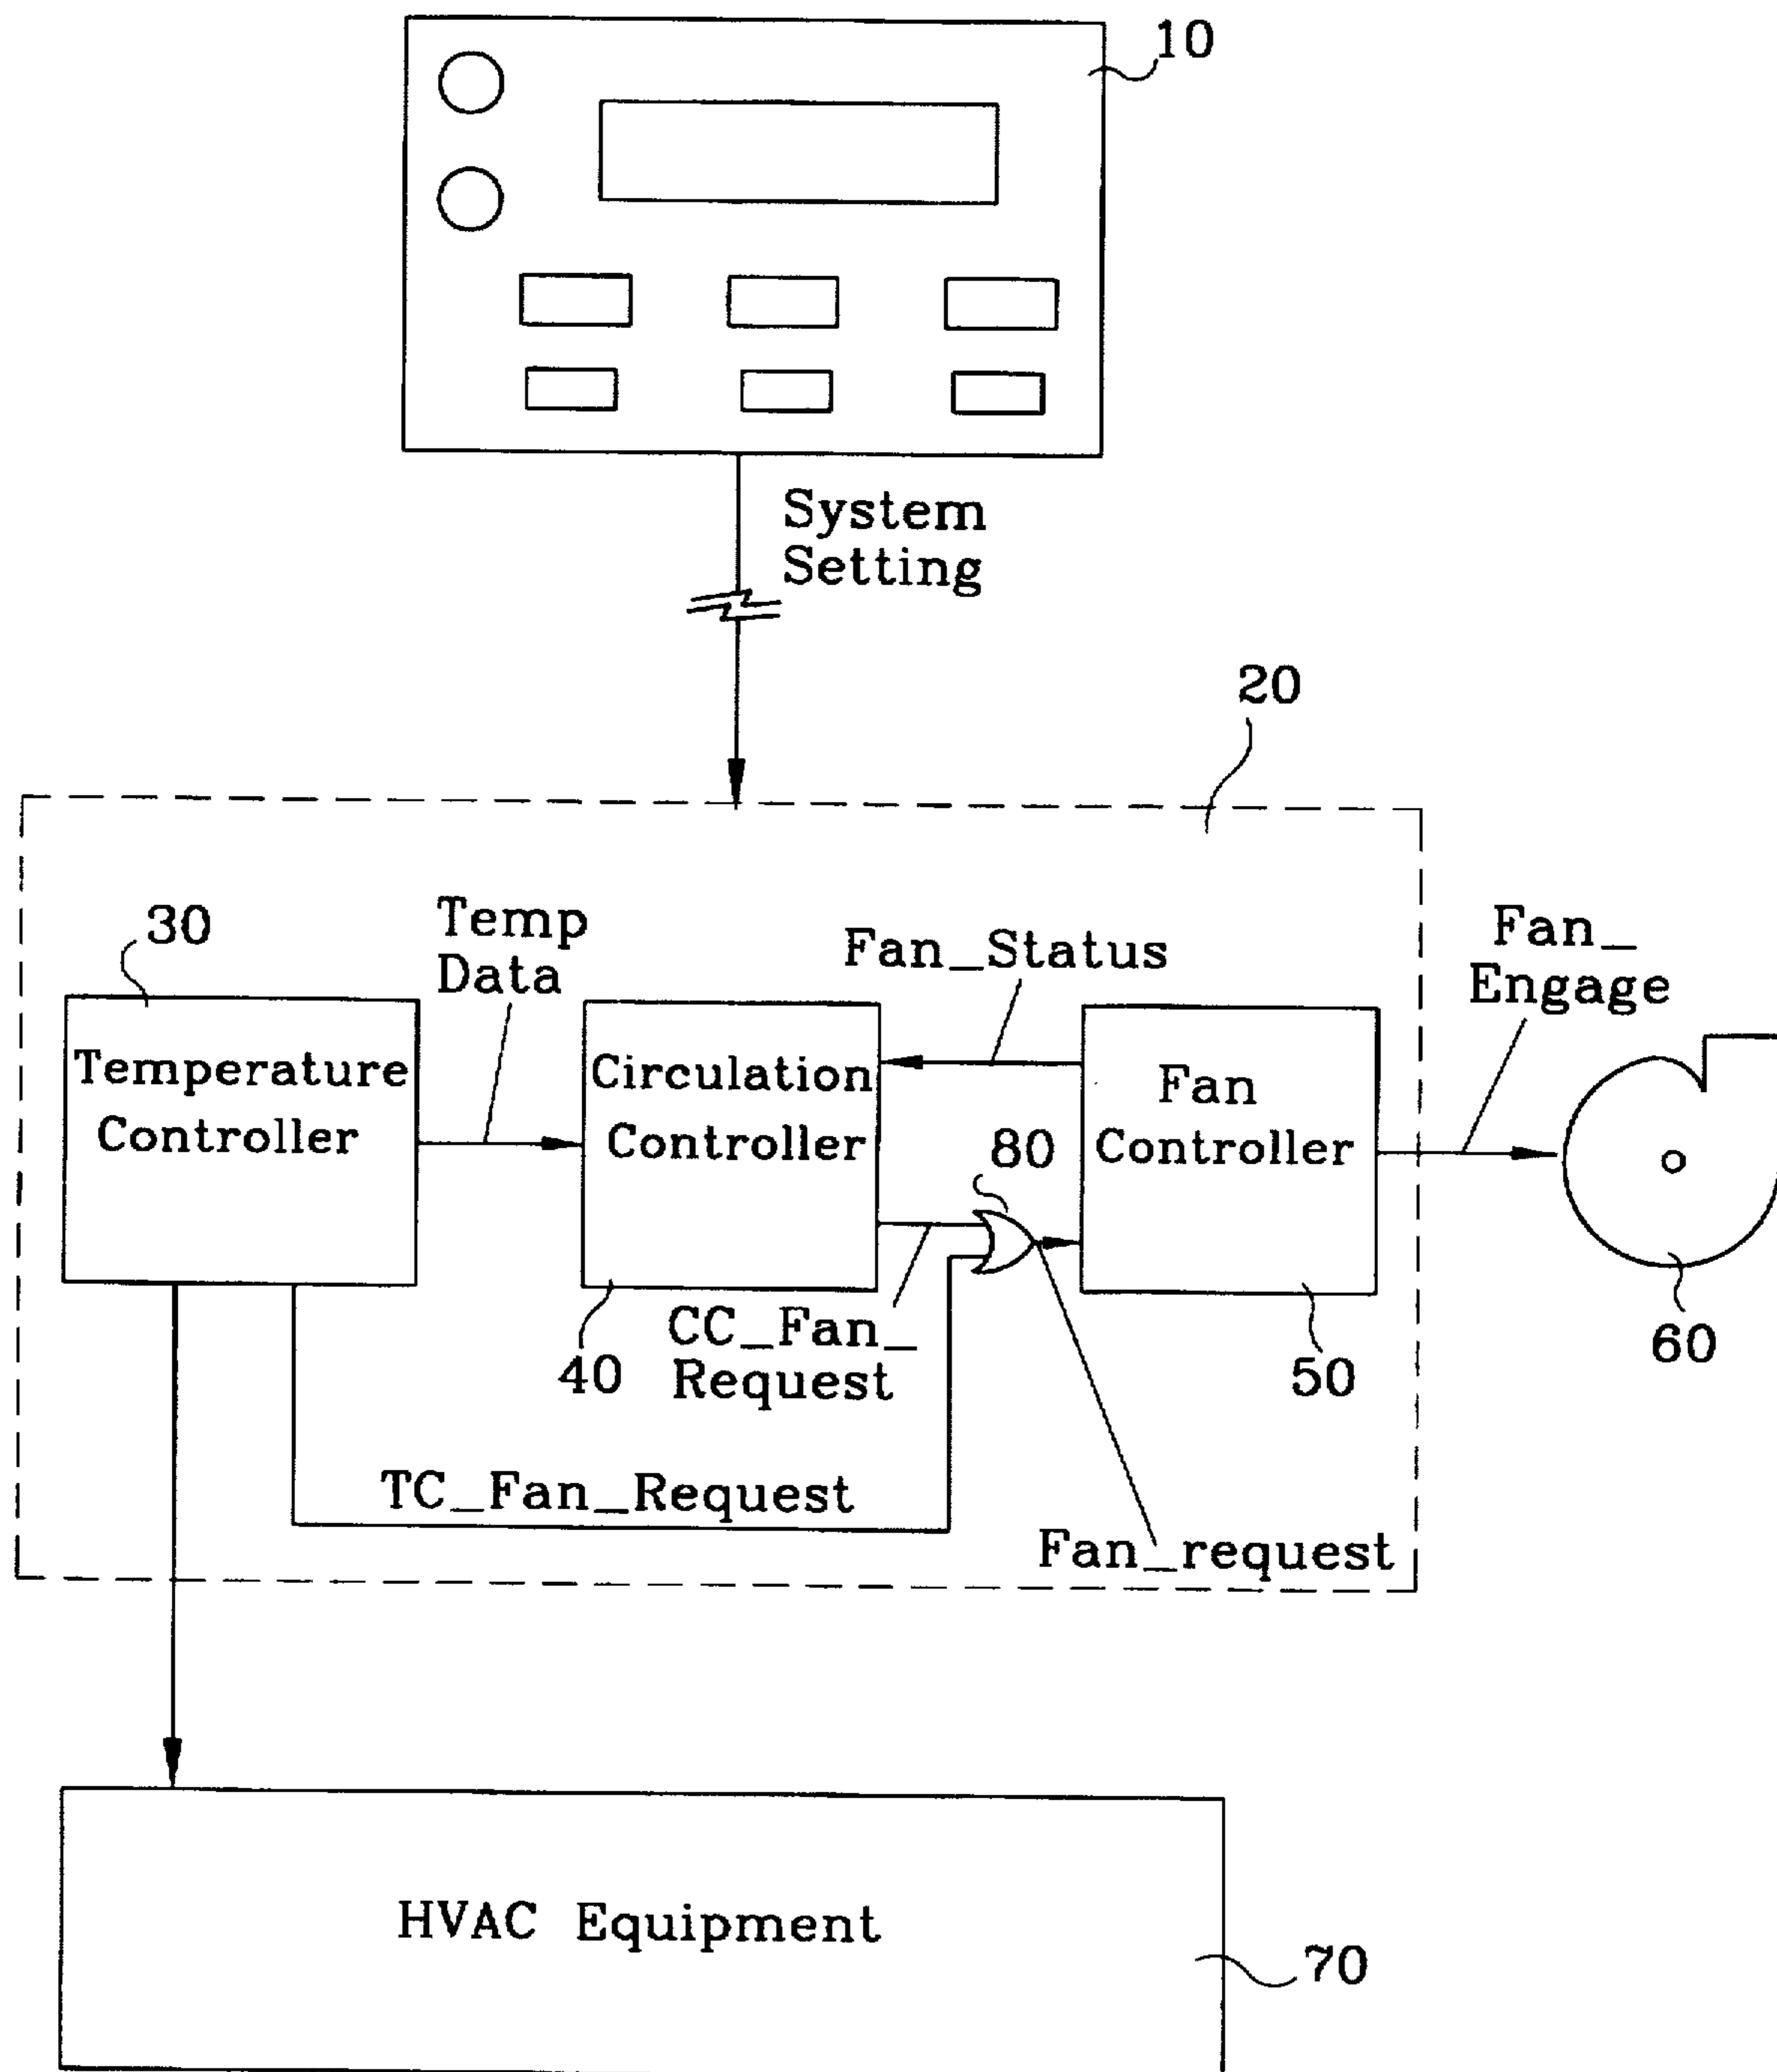 10
System
Setting
20
30
Temp
Data
Fan_Status
Fan_
Engage
Temperature
Controller
Circulation
Controller
80
Fan
Controller
CC_Fan_
Request
40
50
60
TC_Fan_Request
Fan_request
HVAC Equipment
70